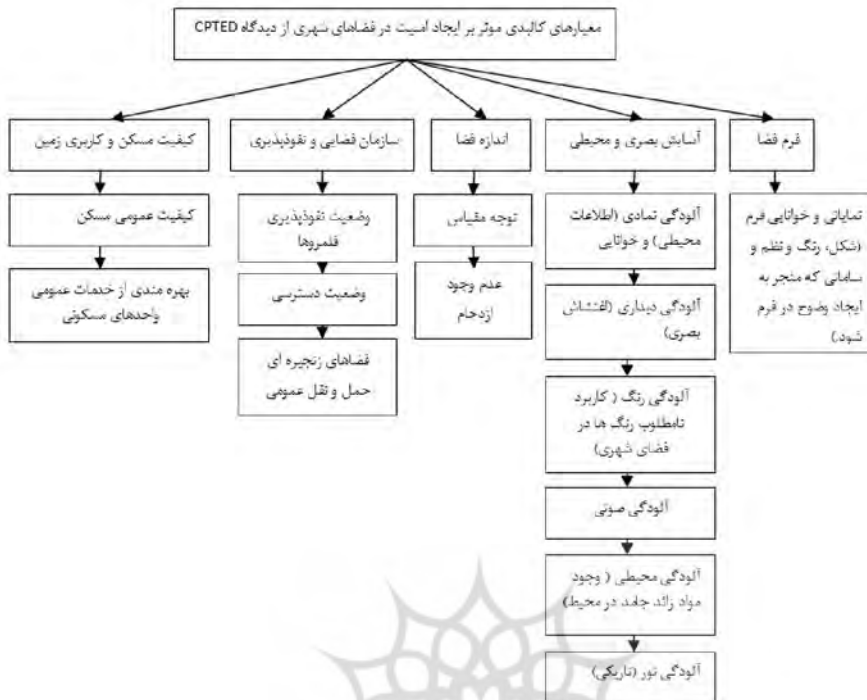 معیارهای کالبدی موثر بر ایجاد امنیت در فضاهای شهری از دیدگاه CPTED
فرم فضا
نمایانی و خوانایی فرم
(شکل، رنگ و نظم و
سامانی که منجر به
ایجاد وضوح در فرم
شود.)
آسایش بصری و محیطی
آلودگی نمادی (اطلاعات
محیطی) و خوانایی
آلودگی دیداری (اغتشاش
بصری)
آلودگی رنگ ( کاربرد
نامطلوب رنگ ها در
فضای شهری)
آلودگی صوتی
آلودگی محیطی ( وجود
مواد زائد جامد در محیط)
آلودگی نور (تاریکی)
اندازه فضا
توجه مقیاس
عدم وجود
ازدحام
سازمان فضایی و نفوذپذیری
وضعیت نفوذپذیری
قلمروها
وضعیت دسترسی
فضاهای زنجیره ای
حمل و نقل عمومی
کیفیت مسکن و کاربری زمین
کیفیت عمومی مسکن
بهره مندی از خدمات عمومی
واحدهای مسکونی